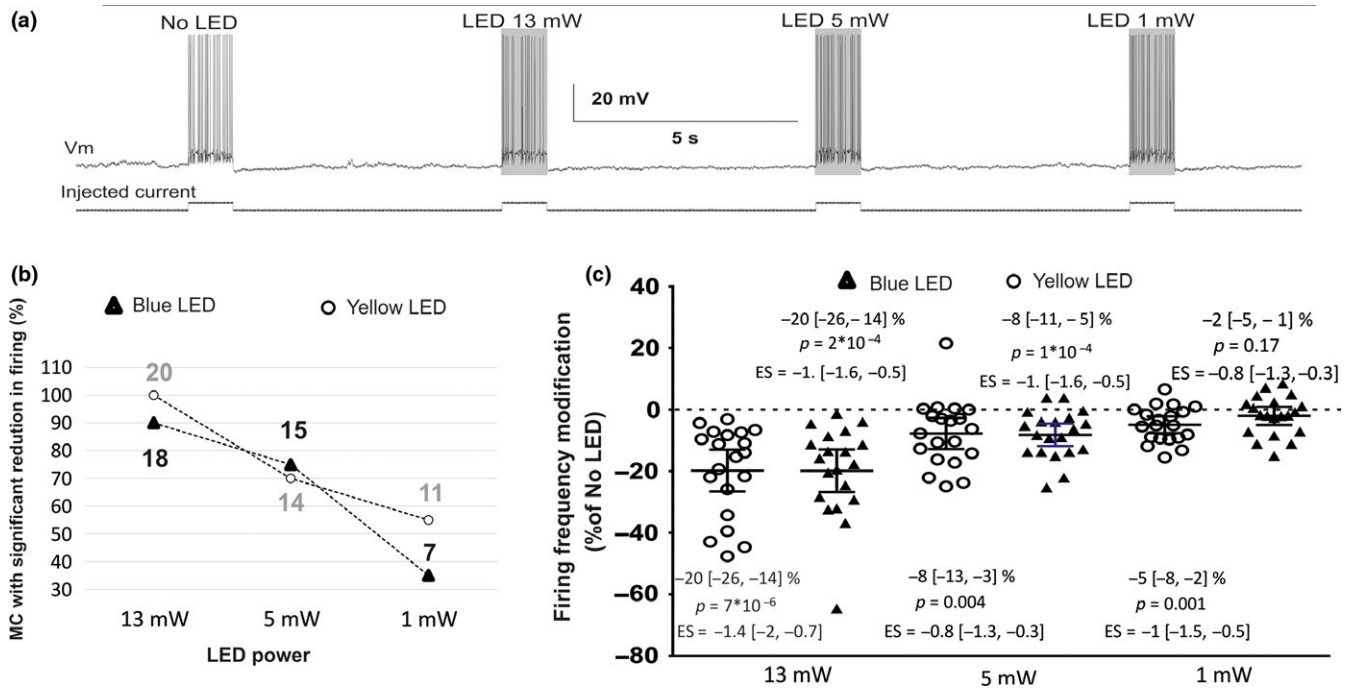 (a)
No LED
LED 13 mW
LED 5 mW
LED 1 mW
20 mV
5 s
Vm
Injected current
(b)
Blue LED
Yellow LED
MC with significant redution in firing (%)
110
100
90
80
70
60
50
40
30
20
18
15
14
11
7
13 mW
5 mW
1 mW
LED power
(c)
Blue LED
Yellow LED
Firing frequency modification
(%of No LED)
40
20
0
−20
−40
−60
−80
−20 [−26,− 14] %
p = 2*10⁻⁴
ES = −1. [−1.6, −0.5]
−8 [−11, − 5] %
p = 1*10⁻⁴
ES = −1. [−1.6, −0.5]
−2 [−5, − 1] %
p = 0.17
ES = −0.8 [−1.3, −0.3]
−20 [−26, −14] %
p = 7*10⁻⁶
ES = −1.4 [−2, −0.7]
−8 [−13, −3] %
p = 0.004
ES = −0.8 [−1.3, −0.3]
−5 [−8, −2] %
p = 0.001
ES = −1 [−1.5, −0.5]
13 mW
5 mW
1 mW